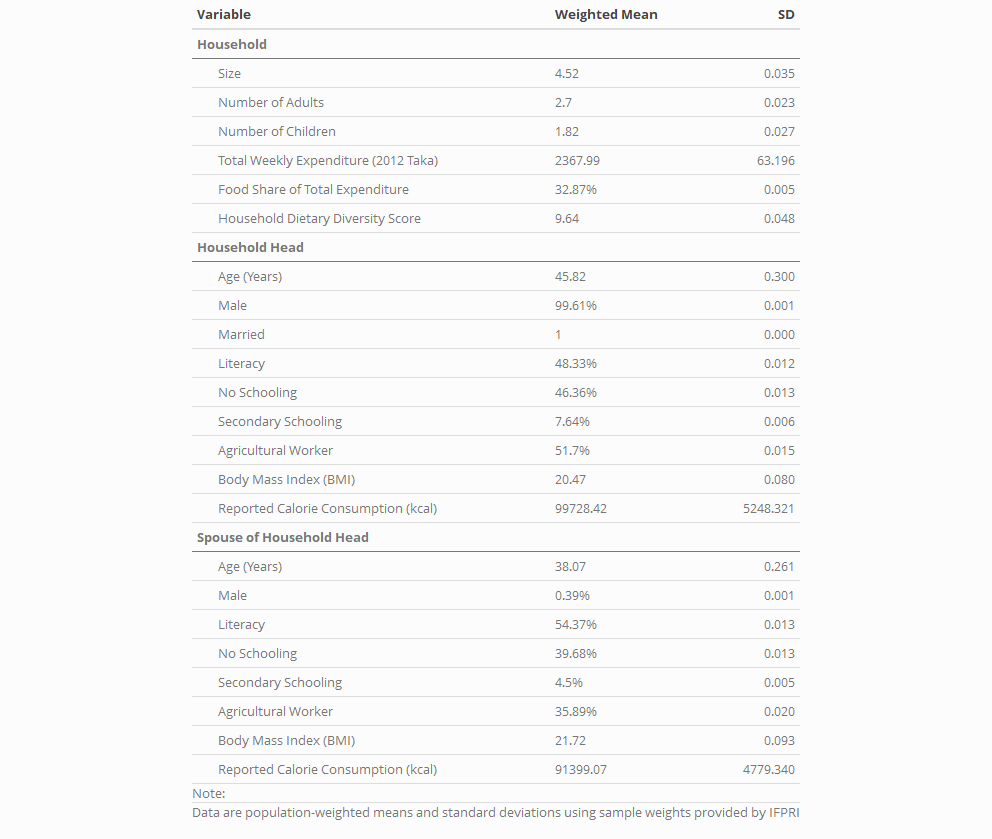 Variable Weighted Mean SD
Household
Size 4.52 0.035
Number of Adults 2.7 0.023
Number of Children 1.82 0.027
Total Weekly Expenditure (2012 Taka) 2367.99 63.196
Food Share of Total Expenditure 32.87% 0.005
Household Dietary Diversity Score 9.64 0.048
Household Head
Age (Years) 45.82 0.300
Male 99.61% 0.001
Married 1 0.000
Literacy 48.33% 0.012
No Schooling 46.36% 0.013
Secondary Schooling 7.64% 0.006
Agricultural Worker 51.7% 0.015
Body Mass Index (BMI) 20.47 0.080
Reported Calorie Consumption (kcal) 99728.42 5248.321
Spouse of Household Head
Age (Years) 38.07 0.261
Male 0.39% 0.001
Literacy 54.37% 0.013
No Schooling 39.68% 0.013
Secondary Schooling 4.5% 0.005
Agricultural Worker 35.89% 0.020
Body Mass Index (BMI) 21.72 0.093
Reported Calorie Consumption (kcal) 91399.07 4779.340
Note:
Data are population-weighted means and standard deviations using sample weights provided by IFPRI